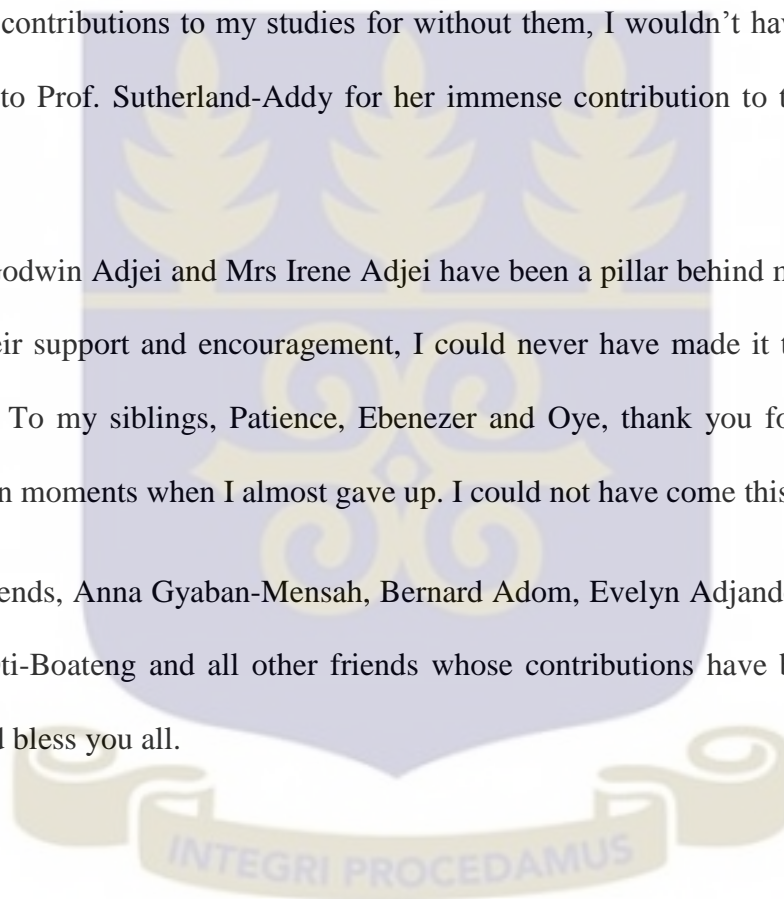 contributions to my studies for without them, I wouldn’t hav
to Prof. Sutherland-Addy for her immense contribution to t
odwin Adjei and Mrs Irene Adjei have been a pillar behind
eir support and encouragement, I could never have made it t
To my siblings, Patience, Ebenezer and Oye, thank you fo
n moments when I almost gave up. I could not have come this
ends, Anna Gyaban-Mensah, Bernard Adom, Evelyn Adjand
ti-Boateng and all other friends whose contributions have b
d bless you all.
INTEGRI PROCEDAMUS